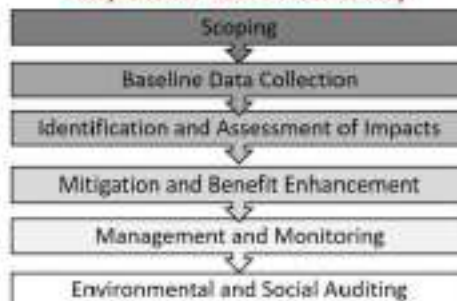 Scoping
Baseline Data Collection
Identification and Assessment of Impacts
Mitigation and Benefit Enhancement
Management and Monitoring
Environmental and Social Auditing